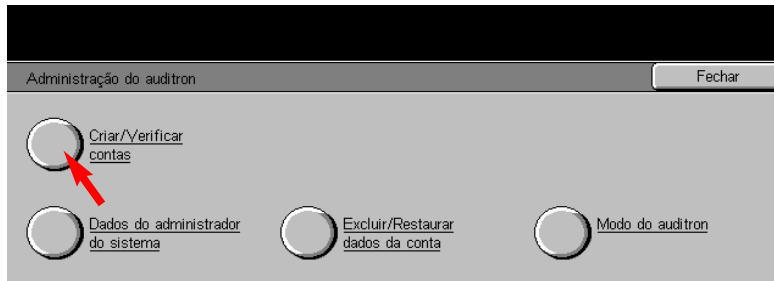 Administração do auditron
Fechar
Criar/Verificar
contas
Dados do administrador
do sistema
Excluir/Restaurar
dados da conta
Modo do auditron